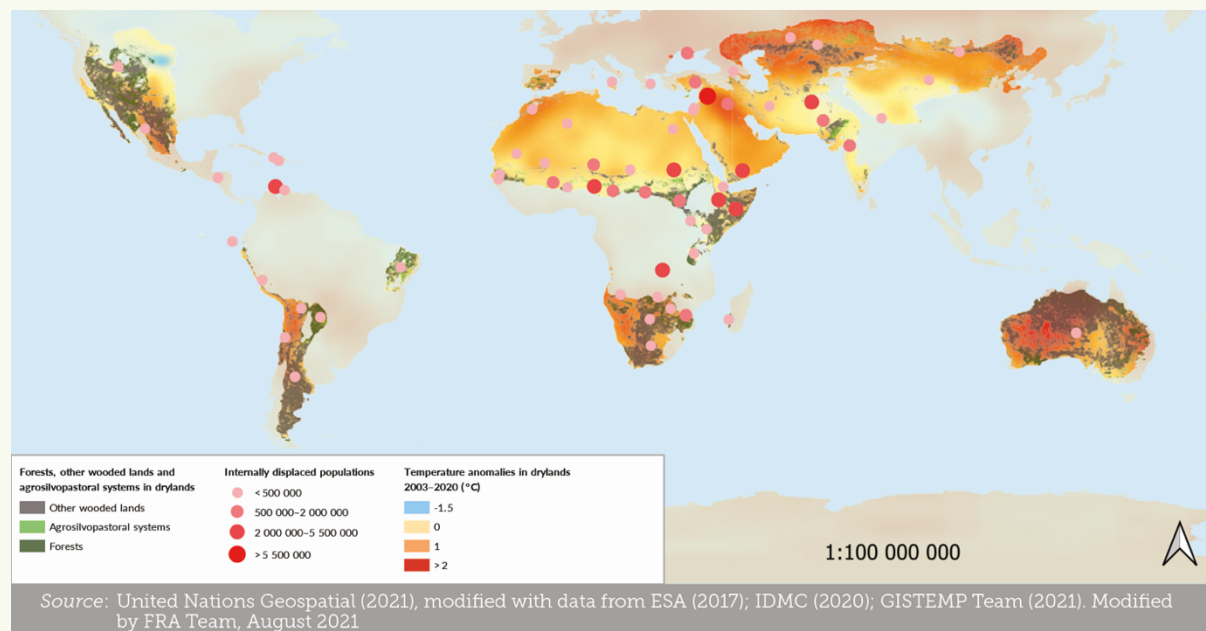 Forests, other wooded lands and
agrosilvopastoral systems in drylands
Other wooded lands
Agrosilvopastoral systems
Forests
Internally displaced populations
< 500 000
500 000–2 000 000
2 000 000–5 500 000
> 5 500 000
Temperature anomalies in drylands
2003–2020 (°C)
-1.5
0
1
> 2
1:100 000 000
Source: United Nations Geospatial (2021), modified with data from ESA (2017); IDMC (2020); GISTEMP Team (2021). Modified
by FRA Team, August 2021